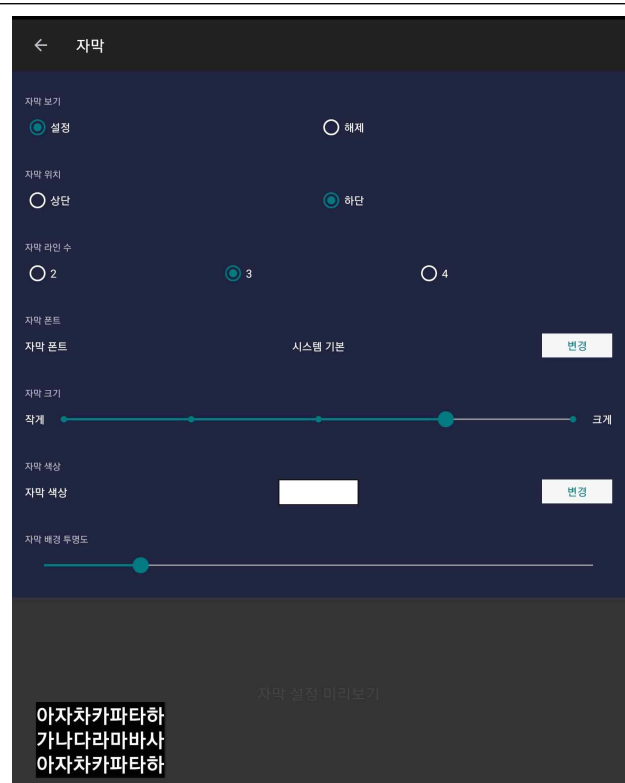 자막
자막 보기
설정 해제
자막 위치
상단 하단
자막 라인 수
2 3 4
자막 폰트
자막 폰트 시스템 기본 변경
자막 크기
작게 크게
자막 색상
자막 색상 변경
자막 배경 투명도
자막 설정 미리보기
아자차카파타하
가나다라마바사
아자차카파타하